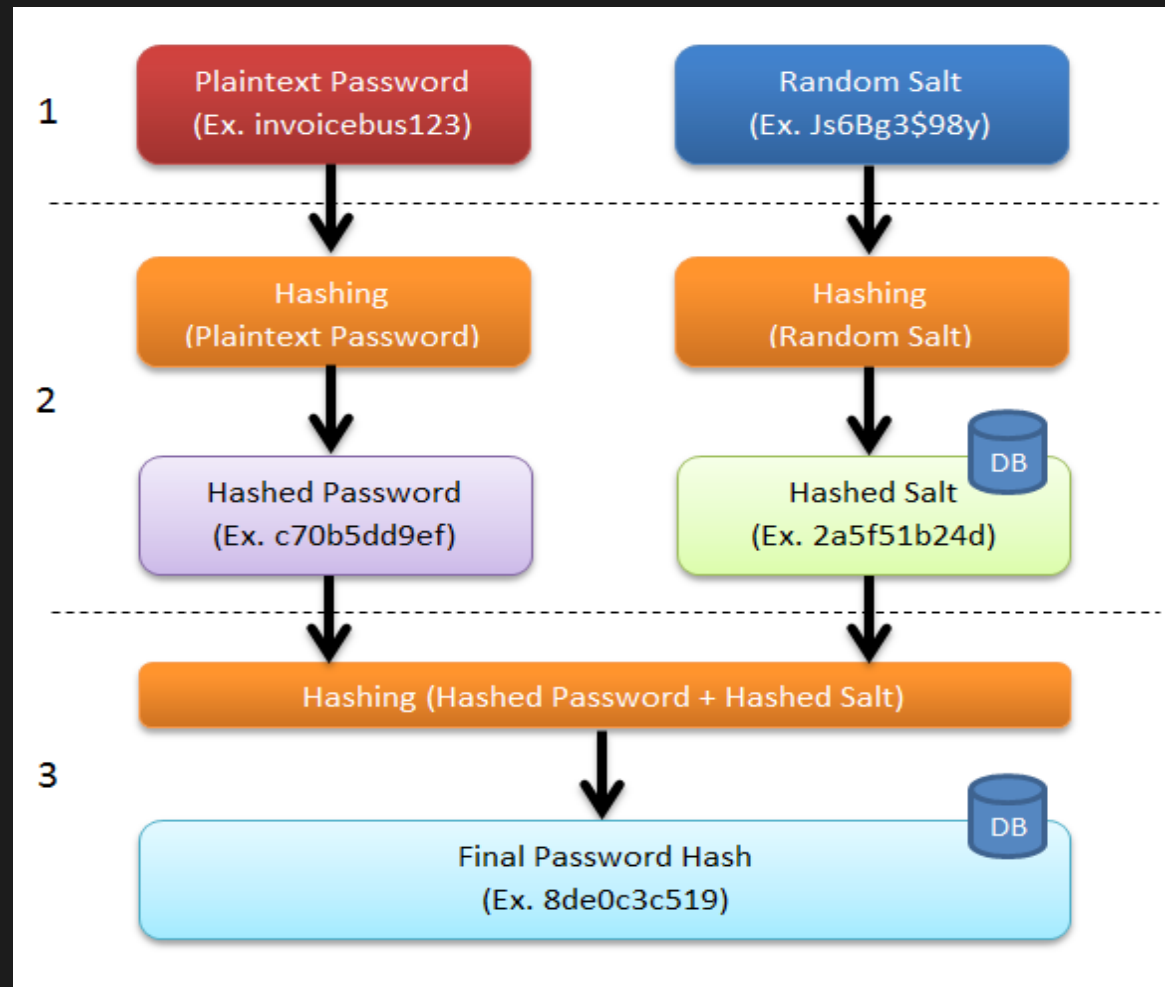 1
Plaintext Password
(Ex. invoicebus123)
Random Salt
(Ex. Js6Bg3$98y)
2
Hashing
(Plaintext Password)
Hashing
(Random Salt)
Hashed Password
(Ex. c70b5dd9ef)
DB
Hashed Salt
(Ex. 2a5f51b24d)
3
Hashing (Hashed Password + Hashed Salt)
DB
Final Password Hash
(Ex. 8de0c3c519)